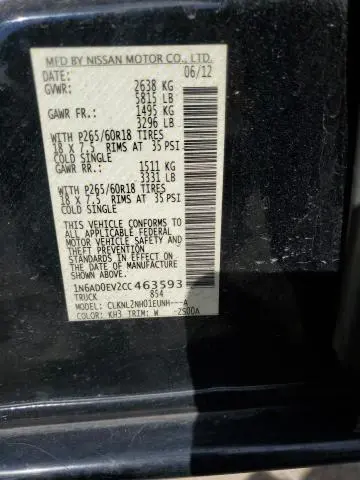 MFD BY NISSAN MOTOR CO., LTD.
DATE: 06/12
GVWR: 2638 KG
5815 LB
GAWR FR.: 1495 KG
3296 LB
WITH P265/60R18 TIRES
18 X 7.5 RIMS AT 35 PSI
COLD SINGLE
GAWR RR.: 1511 KG
3331 LB
WITH P265/60R18 TIRES
18 X 7.5 RIMS AT 35 PSI
COLD SINGLE
THIS VEHICLE CONFORMS TO
ALL APPLICABLE FEDERAL
MOTOR VEHICLE SAFETY AND
THEFT PREVENTION
STANDARDS IN EFFECT ON
THE DATE OF MANUFACTURE
SHOWN ABOVE.
1N6AD0EV2CC463593
TRUCK 854
MODEL: CLKNLZNH01EUNH---A
COLOR: KH3 TRIM: W -ZS00A